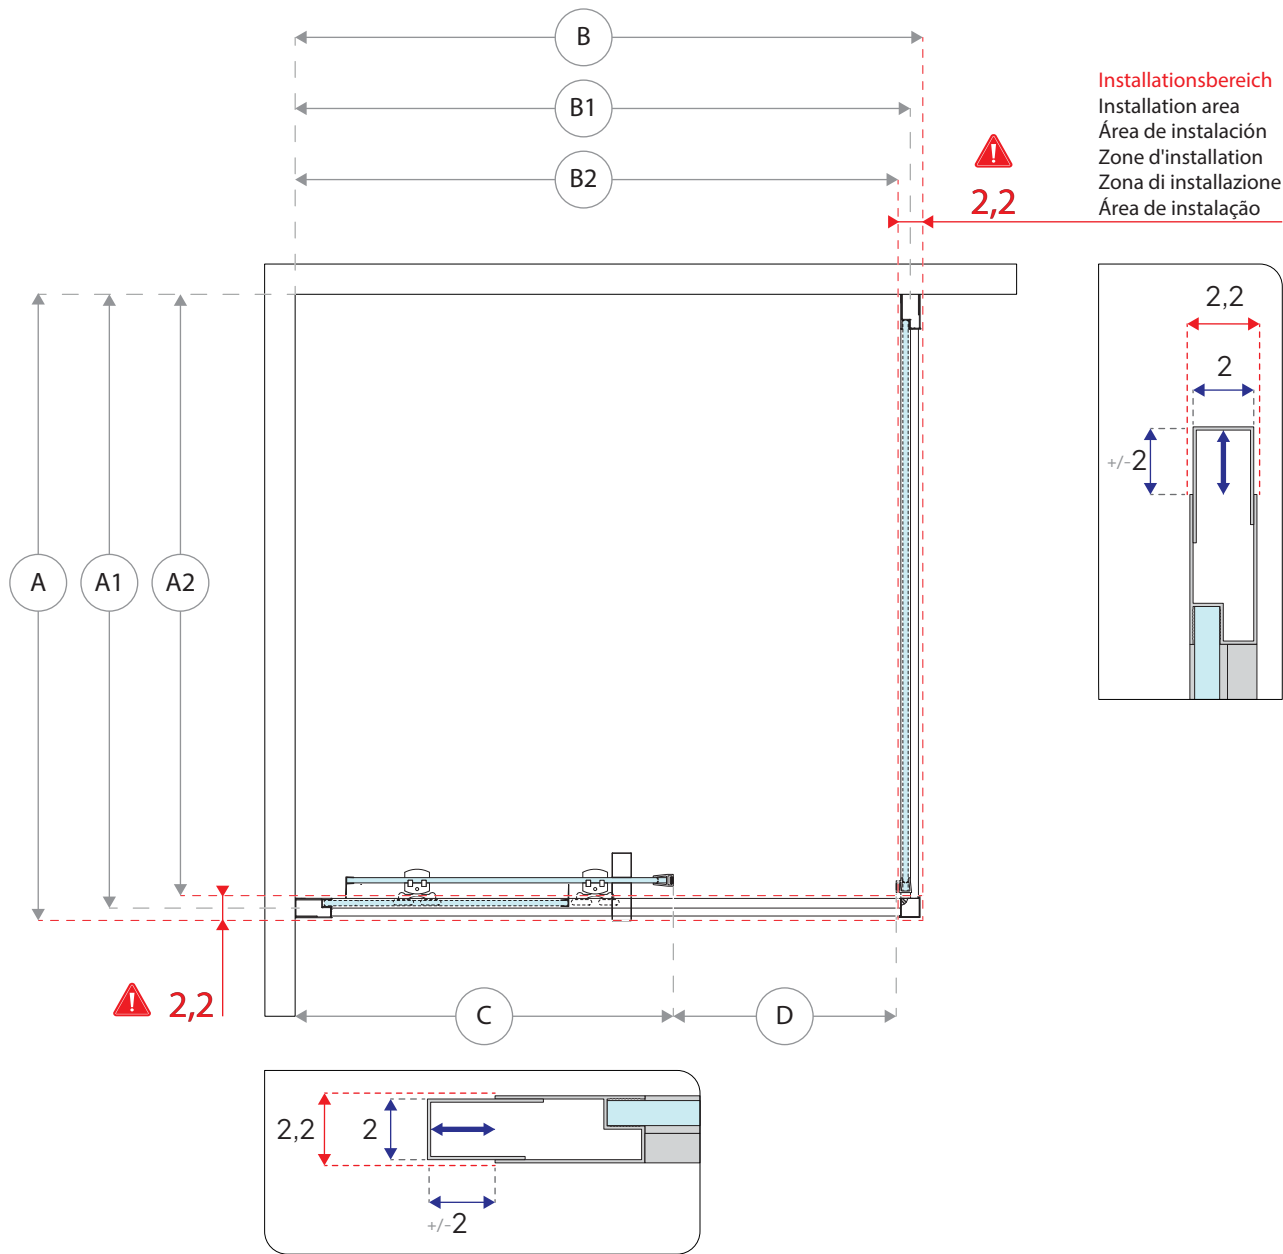 B
B1
B2
Installationsbereich
Installation area
Área de instalación
Zone d'installation
Zona di installazione
Área de instalação
2,2
2,2
2
+/-2
A
A1
A2
2,2
C
D
2,2
2
+/-2